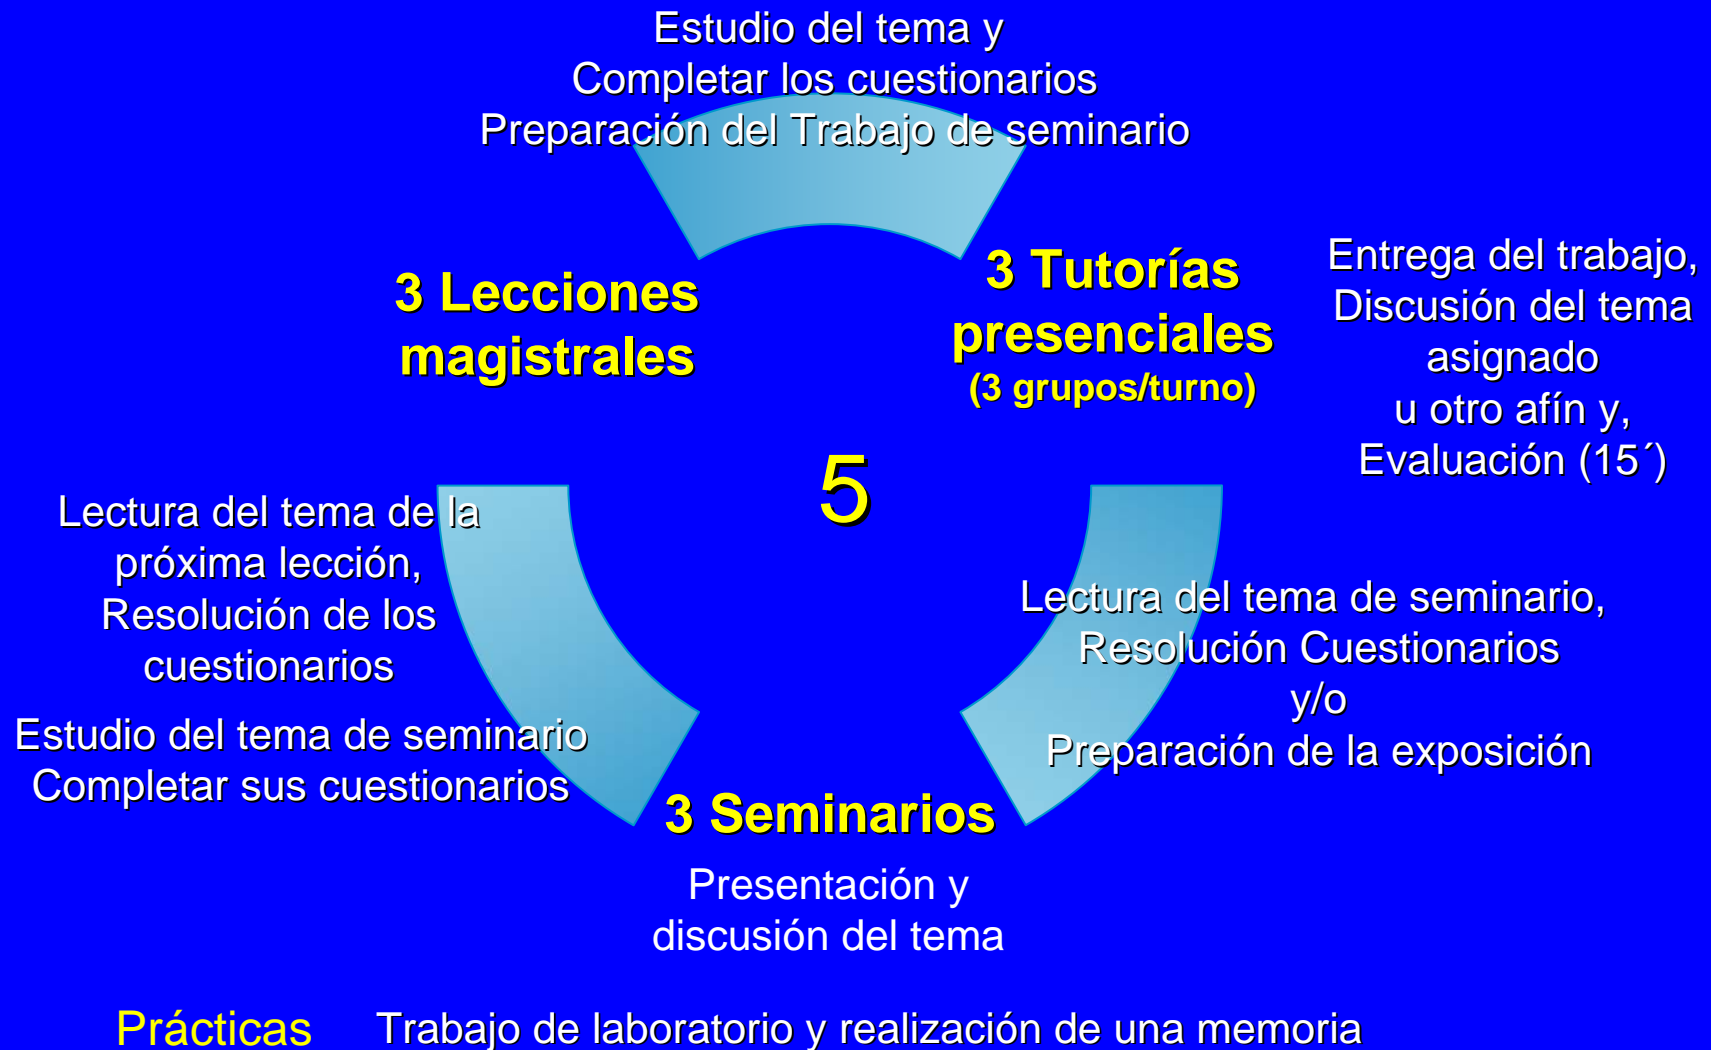 Estudio del tema y
Completar los cuestionarios
Preparación del Trabajo de seminario
3 Lecciones
magistrales
3 Tutorías
presenciales
(3 grupos/turno)
Entrega del trabajo,
Discusión del tema
asignado
u otro afín y,
Evaluación (15´)
5
Lectura del tema de la
próxima lección,
Resolución de los
cuestionarios
Estudio del tema de seminario
Completar sus cuestionarios
Lectura del tema de seminario,
Resolución Cuestionarios
y/o
Preparación de la exposición
3 Seminarios
Presentación y
discusión del tema
Prácticas Trabajo de laboratorio y realización de una memoria